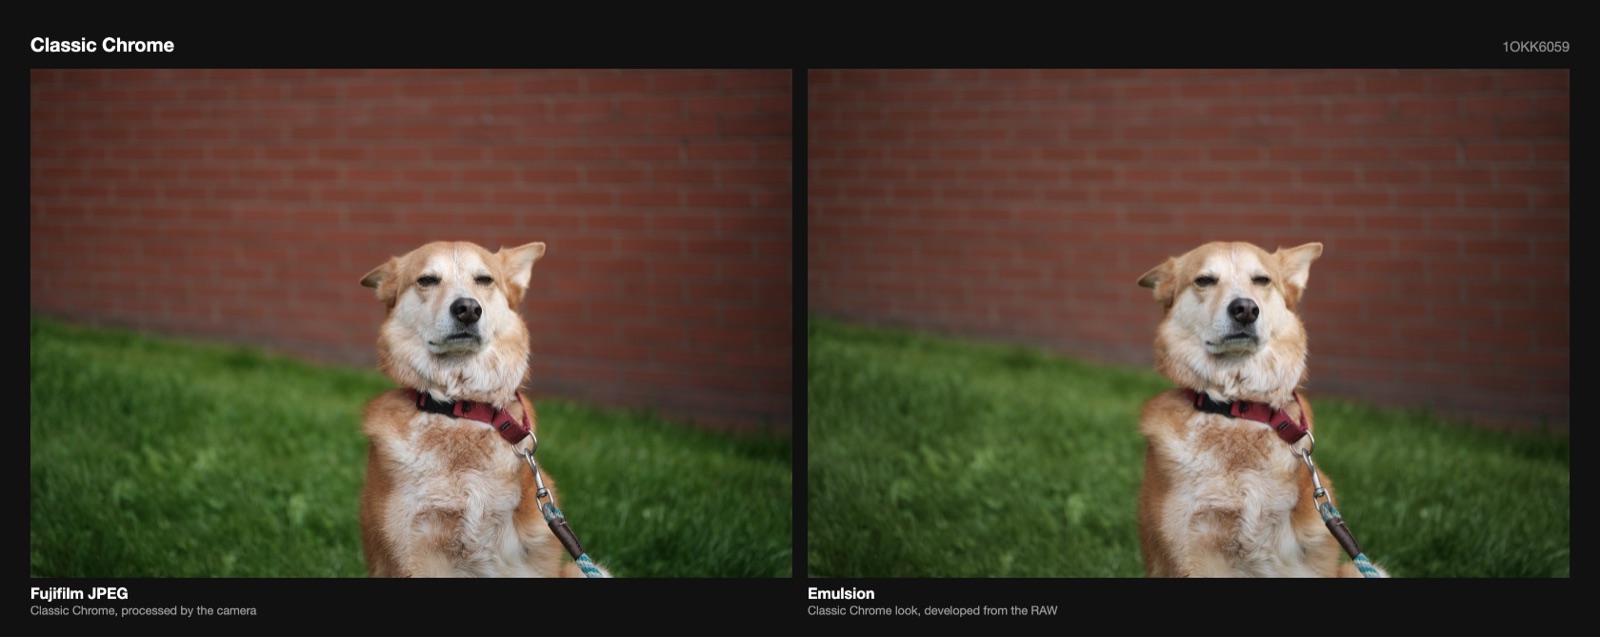 Classic Chrome
1OKK6059
Fujifilm JPEG
Classic Chrome, processed by the camera
Emulsion
Classic Chrome look, developed from the RAW